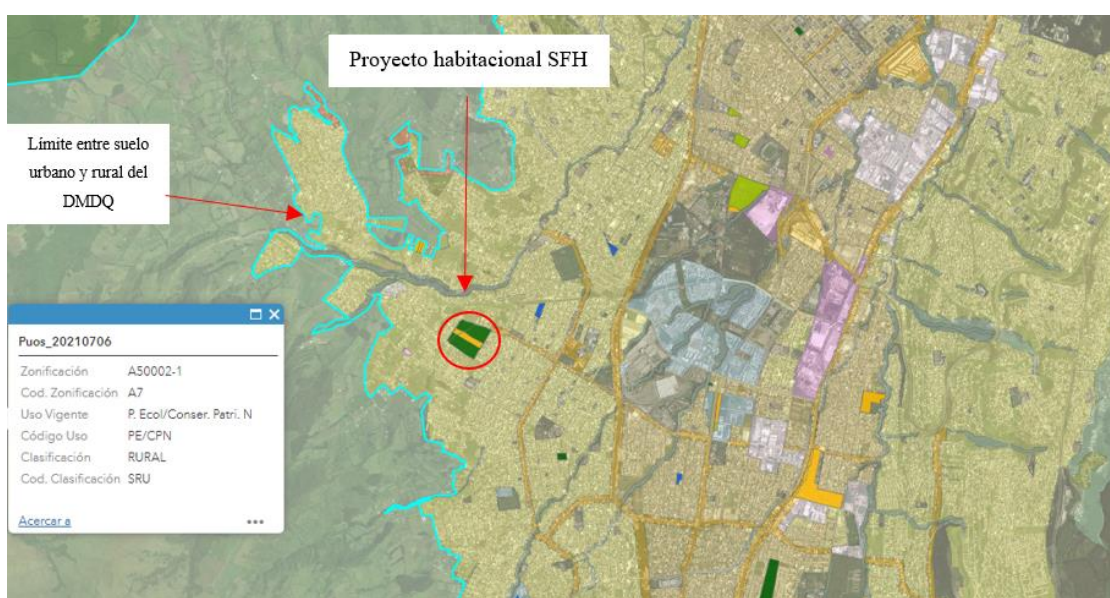 Proyecto habitacional SFH
Límite entre suelo
urbano y rural del
DMDQ
Puos_20210706
Zonificación A50002-1
Cod. Zonificación A7
Uso Vigente P. Ecol/Conser. Patri. N
Código Uso PE/CPN
Clasificación RURAL
Cod. Clasificación SRU
Acercar a